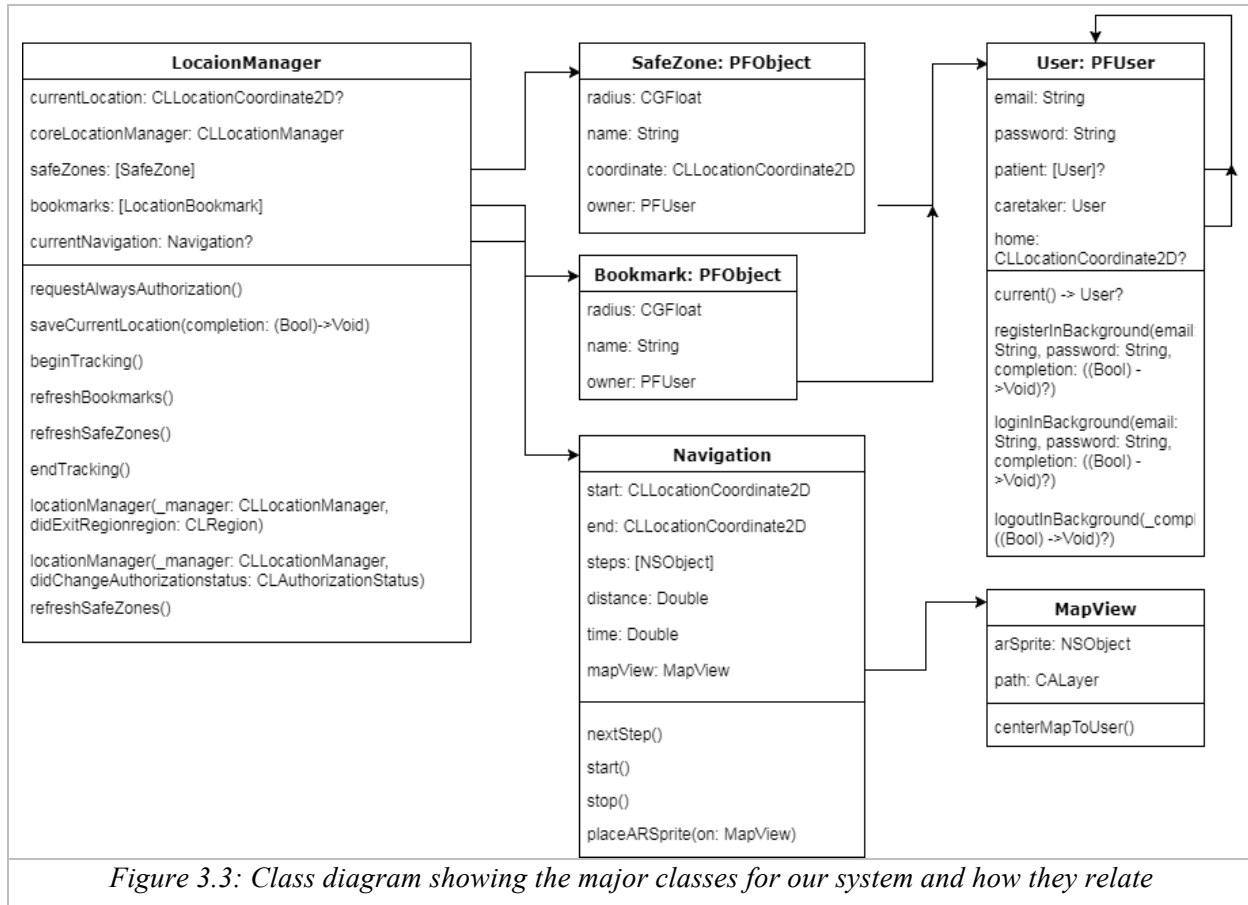 LocaionManager
currentLocation: CLLocationCoordinate2D?
coreLocationManager: CLLocationManager
safeZones: [SafeZone]
bookmarks: [LocationBookmark]
currentNavigation: Navigation?
requestAlwaysAuthorization()
saveCurrentLocation(completion: (Bool)->Void)
beginTracking()
refreshBookmarks()
refreshSafeZones()
endTracking()
locationManager(_manager: CLLocationManager,
didExitRegionregion: CLRegion)
locationManager(_manager: CLLocationManager,
didChangeAuthorizationstatus: CLAuthorizationStatus)
refreshSafeZones()
SafeZone: PFObject
radius: CGFloat
name: String
coordinate: CLLocationCoordinate2D
owner: PFUser
Bookmark: PFObject
radius: CGFloat
name: String
owner: PFUser
Navigation
start: CLLocationCoordinate2D
end: CLLocationCoordinate2D
steps: [NSObject]
distance: Double
time: Double
mapView: MapView
nextStep()
start()
stop()
placeARSprite(on: MapView)
User: PFUser
email: String
password: String
patient: [User]?
caretaker: User
home:
CLLocationCoordinate2D?
current() -> User?
registerInBackground(email:
String, password: String,
completion: ((Bool) -
>Void)?)
loginInBackground(email:
String, password: String,
completion: ((Bool) -
>Void)?)
logoutInBackground(_compl
((Bool) ->Void)?)
MapView
arSprite: NSObject
path: CALayer
centerMapToUser()
Figure 3.3: Class diagram showing the major classes for our system and how they relate